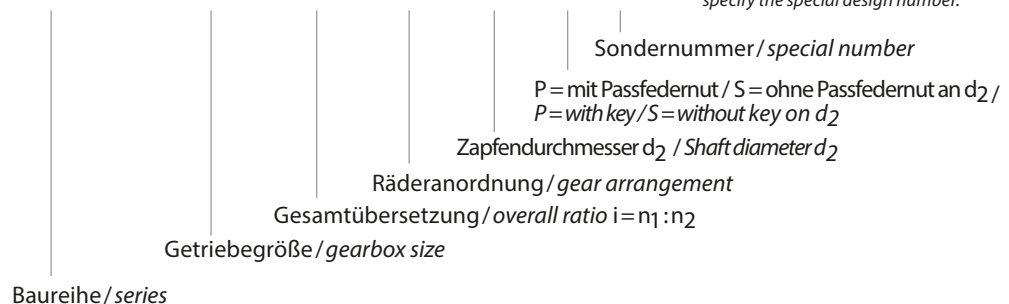 specify the special design number.
Sondernummer/special number
P = mit Passfedernut / S = ohne Passfedernut an d2 /
P = with key / S = without key on d2
Zapfendurchmesser d2 / Shaft diameter d2
Räderanordnung/gear arrangement
Gesamtübersetzung/overall ratio i = n1 : n2
Getriebegröße/gearbox size
Baureihe/series